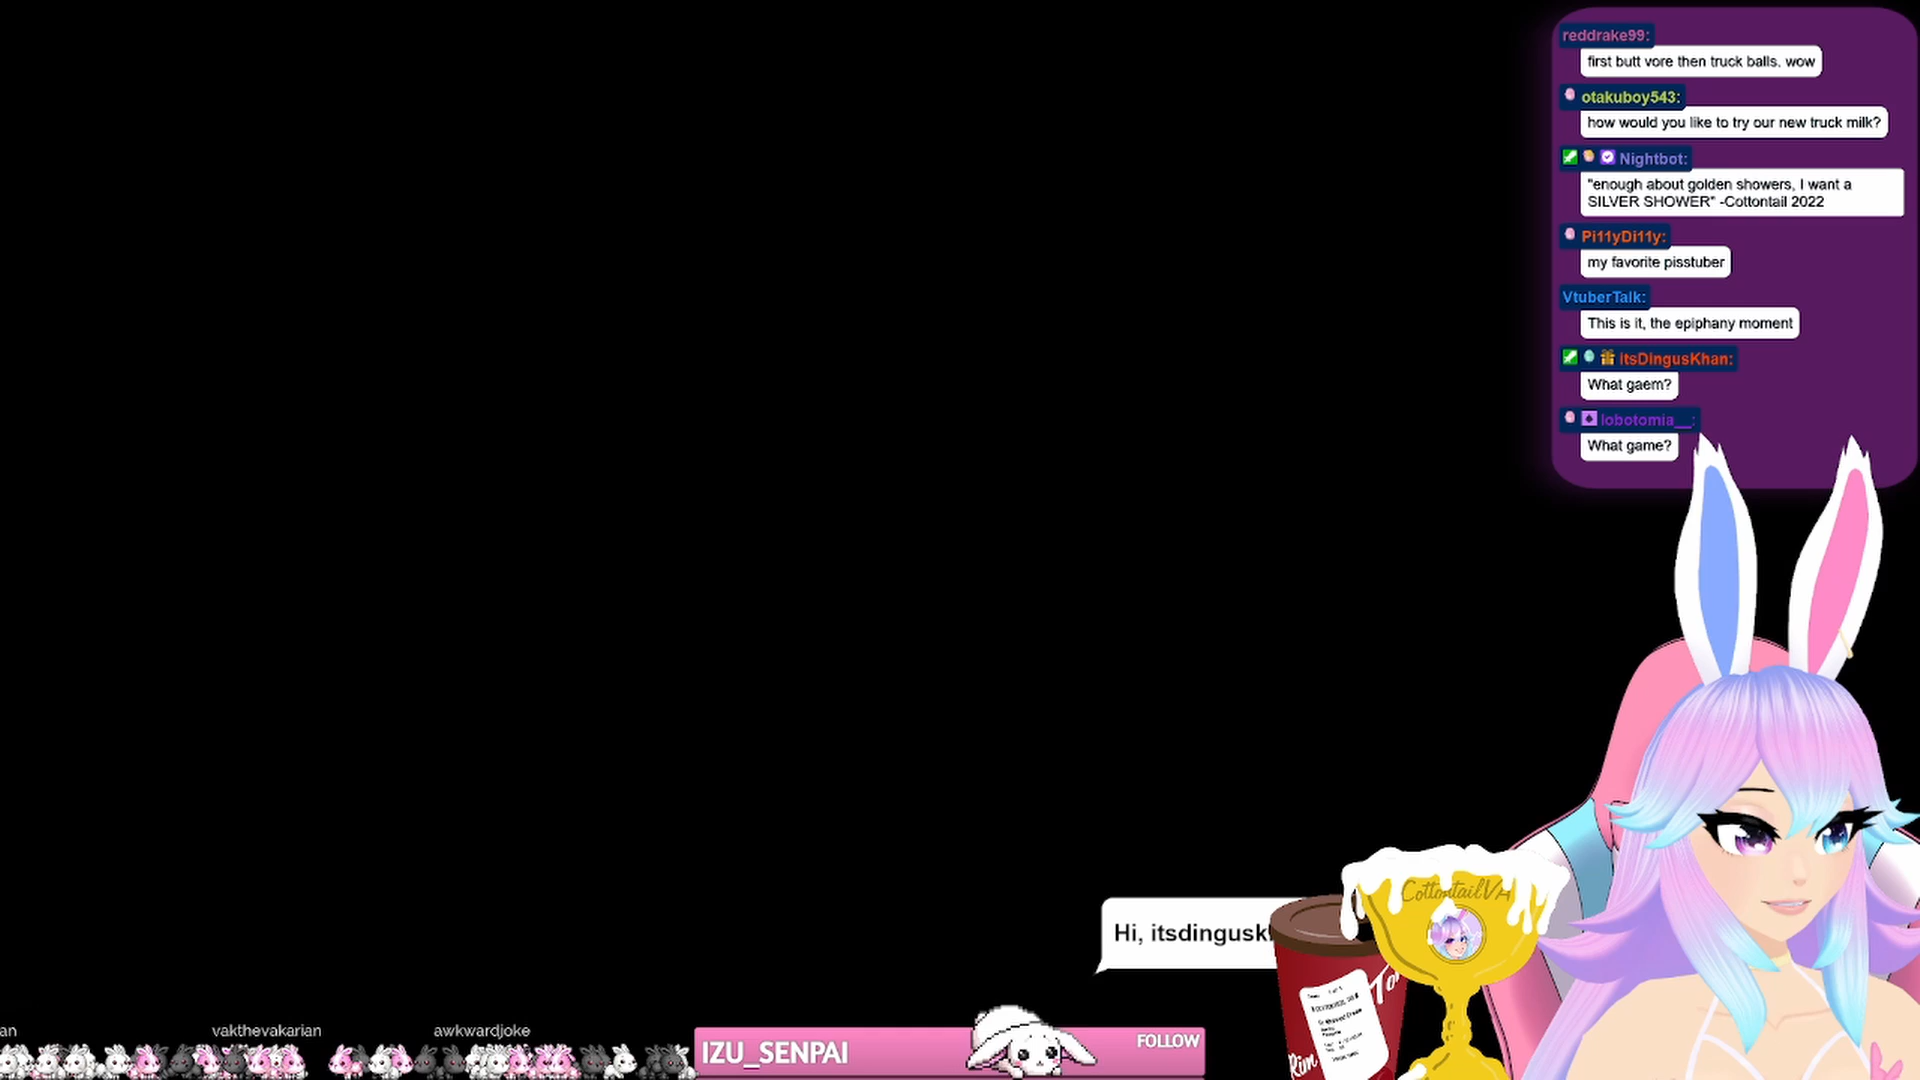 reddrake99:
first butt vore then truck balls. wow
otakuboy543:
how would you like to try our new truck milk?
Nightbot:
"enough about golden showers, I want a
SILVER SHOWER" -Cottontail 2022
Pi11yDi11y:
my favorite pisstuber
VtuberTalk:
This is it, the epiphany moment
itsDingusKhan:
What gaem?
lobotomia__:
What game?
CottontailVA
Hi, itsdingusk
Rim
an
vakthevakarian
awkwardjoke
IZU_SENPAI
FOLLOW